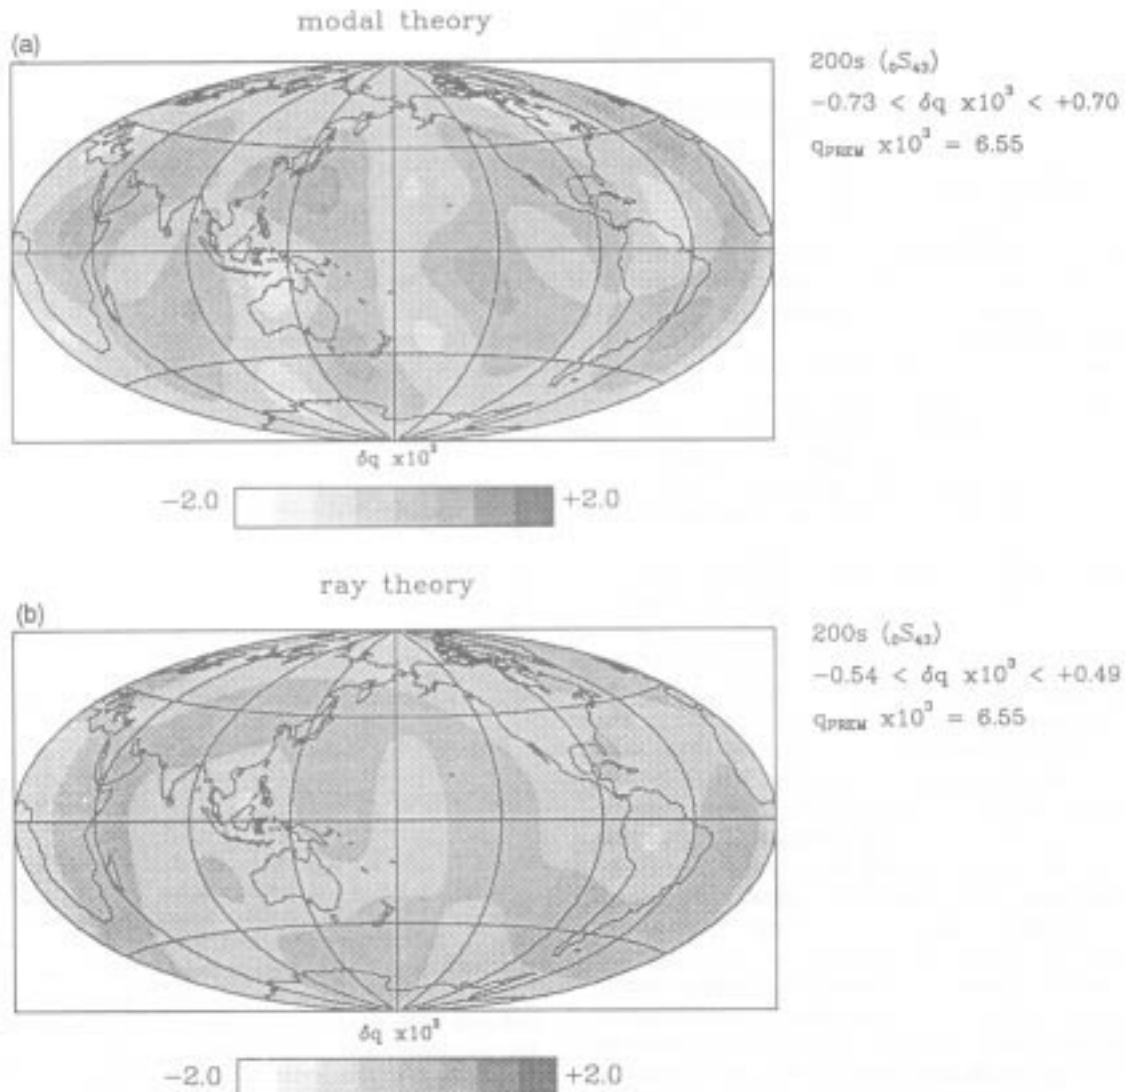 modal theory
(a)
200s (₀S₄₃)
−0.73 < δq x10³ < +0.70
qPREM x10³ = 6.55
δq x10³
−2.0 +2.0
ray theory
(b)
200s (₀S₄₃)
−0.54 < δq x10³ < +0.49
qPREM x10³ = 6.55
δq x10³
−2.0 +2.0